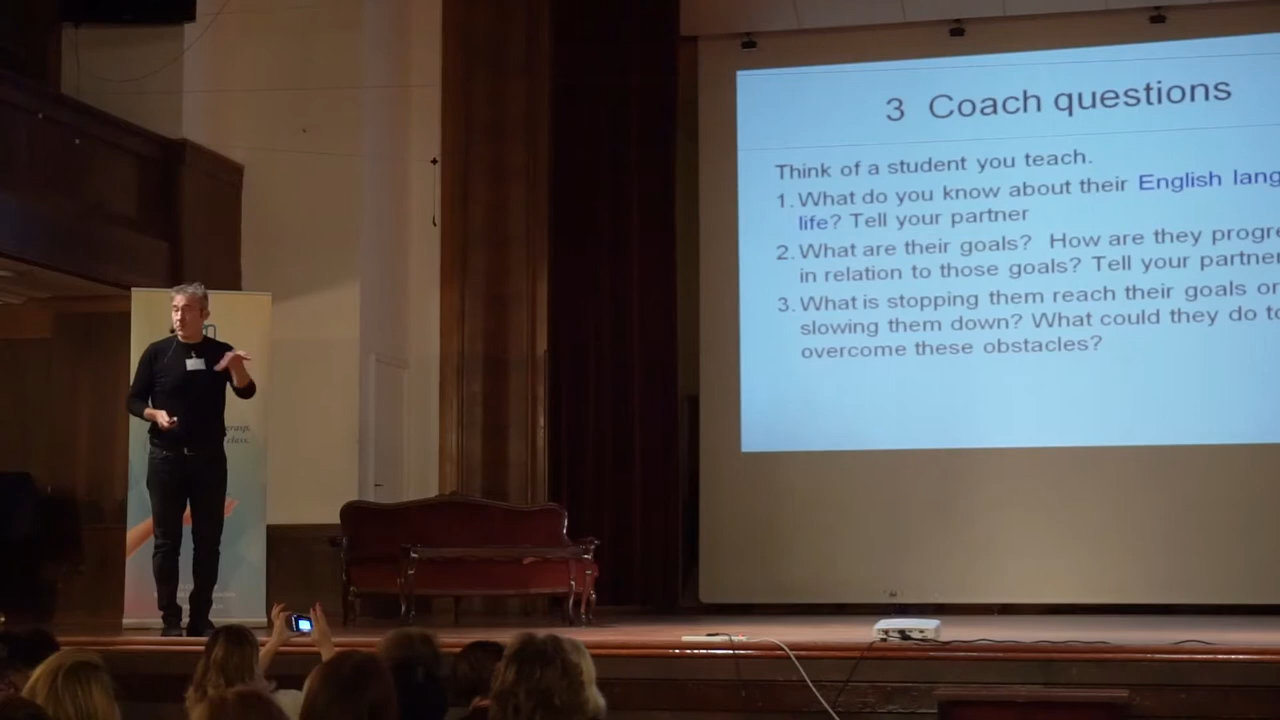 3 Coach questions
Think of a student you teach.
1. What do you know about their English lang
life? Tell your partner
2. What are their goals? How are they progre
in relation to those goals? Tell your partner
3. What is stopping them reach their goals or
slowing them down? What could they do to
overcome these obstacles?
grasp,
class.